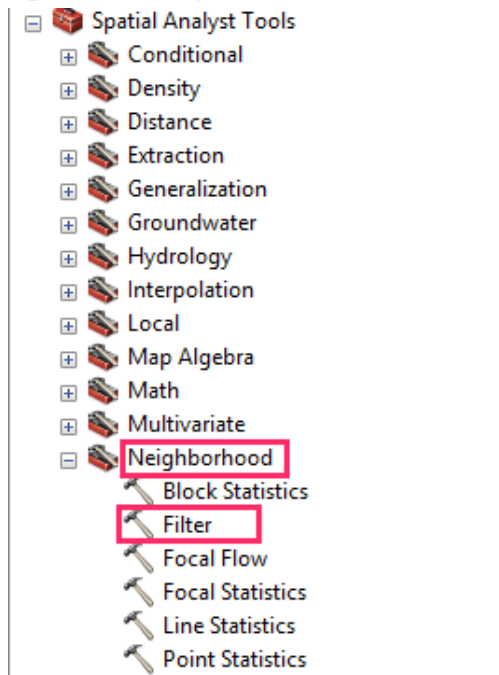 Spatial Analyst Tools
Conditional
Density
Distance
Extraction
Generalization
Groundwater
Hydrology
Interpolation
Local
Map Algebra
Math
Multivariate
Neighborhood
Block Statistics
Filter
Focal Flow
Focal Statistics
Line Statistics
Point Statistics